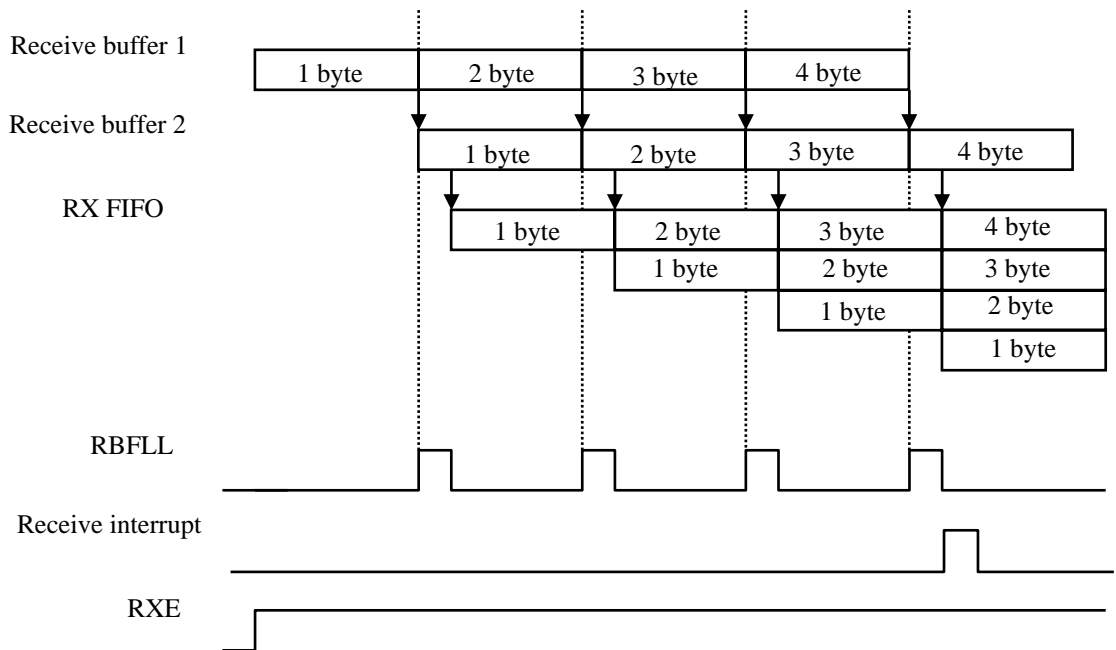 Receive buffer 1
1 byte 2 byte 3 byte 4 byte
Receive buffer 2
1 byte 2 byte 3 byte 4 byte
RX FIFO
1 byte 2 byte 3 byte 4 byte
1 byte 2 byte 3 byte
1 byte 2 byte
1 byte
RBFLL
Receive interrupt
RXE